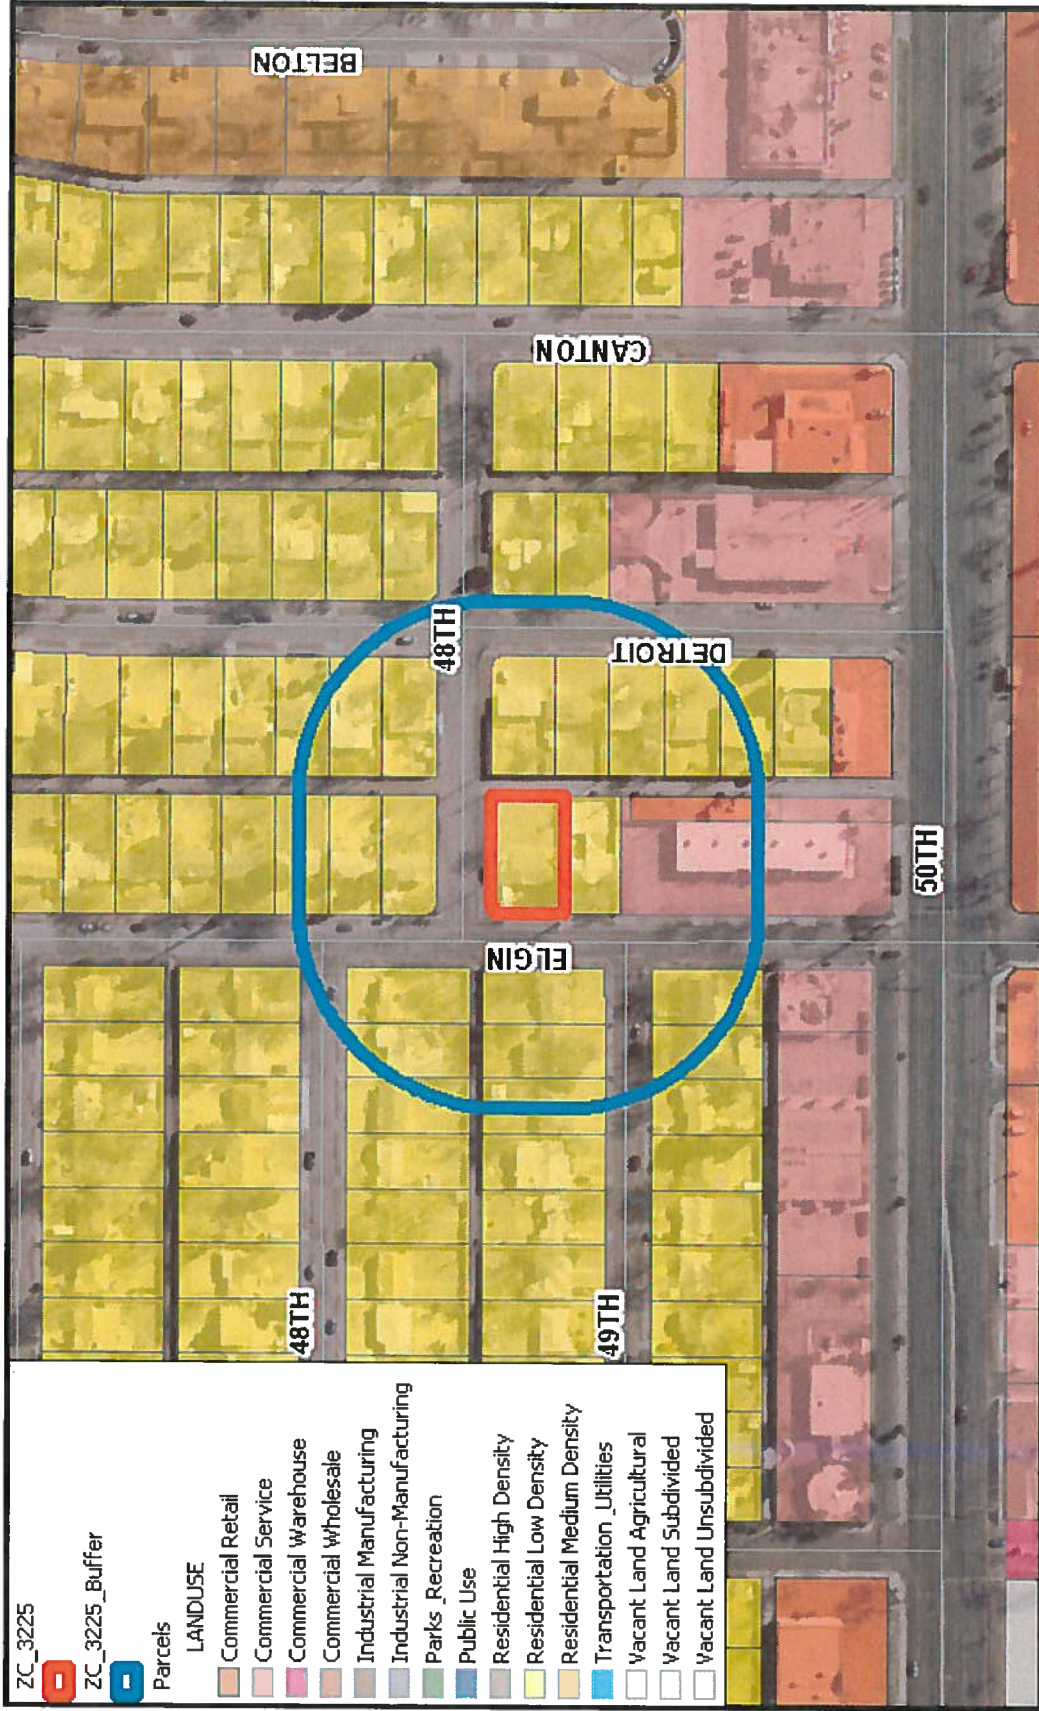 ZC_3225
ZC_3225_Buffer
Parcels
LANDUSE
Commercial Retail
Commercial Service
Commercial Warehouse
Commercial Wholesale
Industrial Manufacturing
Industrial Non-Manufacturing
Parks_Recreation
Public Use
Residential High Density
Residential Low Density
Residential Medium Density
Transportation_Utilities
Vacant Land Agricultural
Vacant Land Subdivided
Vacant Land Unsubdivided
48TH
49TH
ELGIN
50TH
48TH
DETROIT
CANTON
BELTON